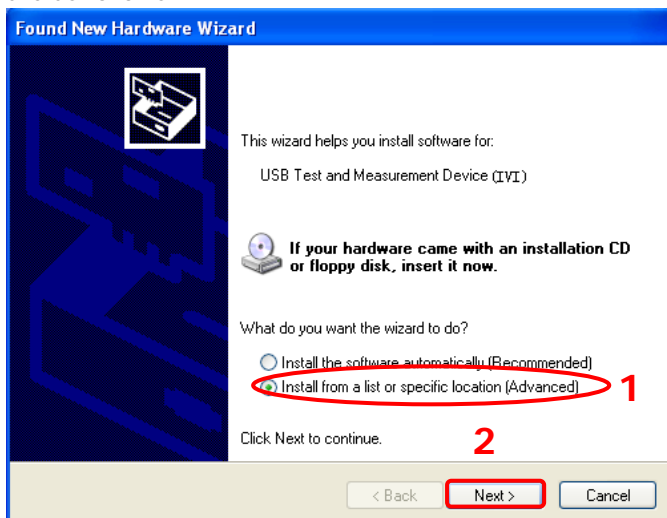 Found New Hardware Wizard
This wizard helps you install software for:
USB Test and Measurement Device (IVI)
If your hardware came with an installation CD
or floppy disk, insert it now.
What do you want the wizard to do?
Install the software automatically (Recommended)
Install from a list or specific location (Advanced) 1
Click Next to continue.
2
< Back Next > Cancel